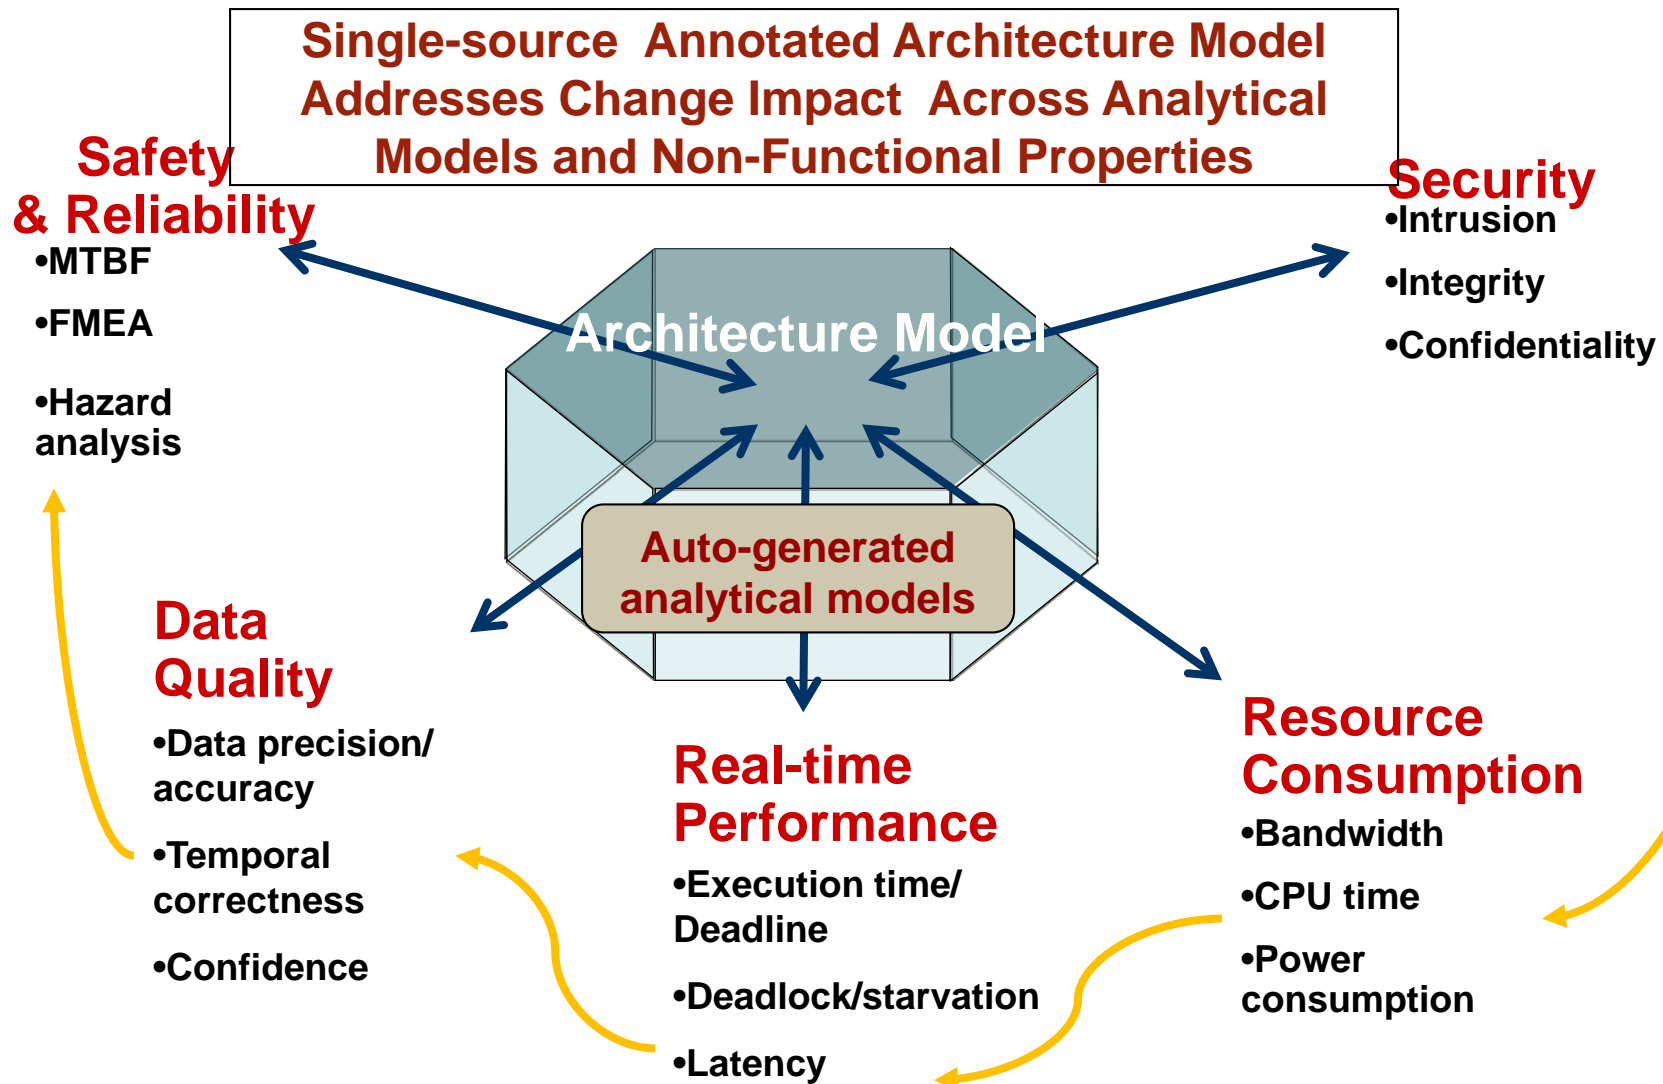 Single-source Annotated Architecture Model
Addresses Change Impact Across Analytical
Models and Non-Functional Properties
Safety
& Reliability
•MTBF
•FMEA
•Hazard
analysis
Security
•Intrusion
•Integrity
•Confidentiality
Architecture Model
Auto-generated
analytical models
Data
Quality
•Data precision/
accuracy
•Temporal
correctness
•Confidence
Real-time
Performance
•Execution time/
Deadline
•Deadlock/starvation
•Latency
Resource
Consumption
•Bandwidth
•CPU time
•Power
consumption